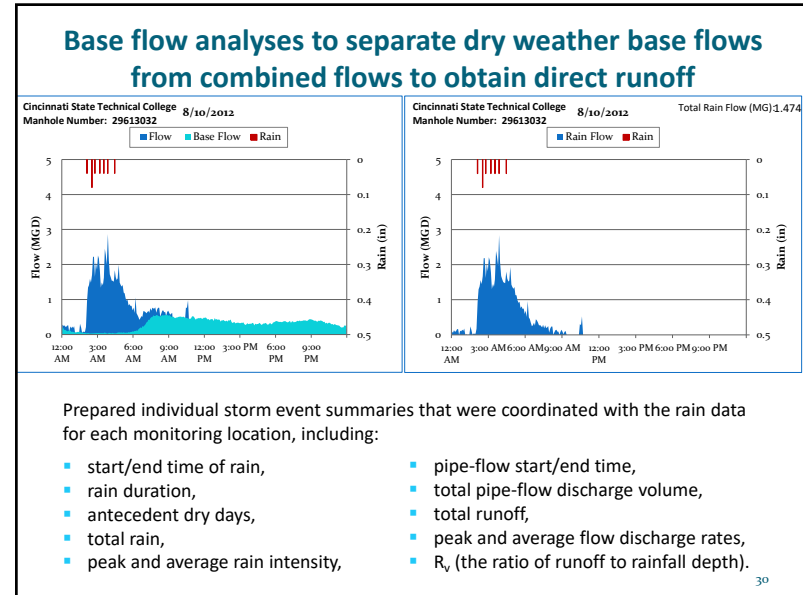 Base flow analyses to separate dry weather base flows
from combined flows to obtain direct runoff
Cincinnati State Technical College 8/10/2012
Manhole Number: 29613032
Flow Base Flow Rain
5 0
4 0.1
3 0.2
2 0.3
1 0.4
0 0.5
Flow (MGD)
Rain (in)
12:00 3:00 6:00 9:00 12:00 3:00 PM 6:00 9:00
AM AM AM AM PM PM PM
Cincinnati State Technical College 8/10/2012 Total Rain Flow (MG):1.474
Manhole Number: 29613032
Rain Flow Rain
5 0
4 0.1
3 0.2
2 0.3
1 0.4
0 0.5
Flow (MGD)
Rain (in)
12:00 3:00 AM 6:00 AM 9:00 AM 12:00 3:00 PM 6:00 PM 9:00 PM
AM PM
Prepared individual storm event summaries that were coordinated with the rain data
for each monitoring location, including:
start/end time of rain,
rain duration,
antecedent dry days,
total rain,
peak and average rain intensity,
pipe-flow start/end time,
total pipe-flow discharge volume,
total runoff,
peak and average flow discharge rates,
Rv (the ratio of runoff to rainfall depth).
30